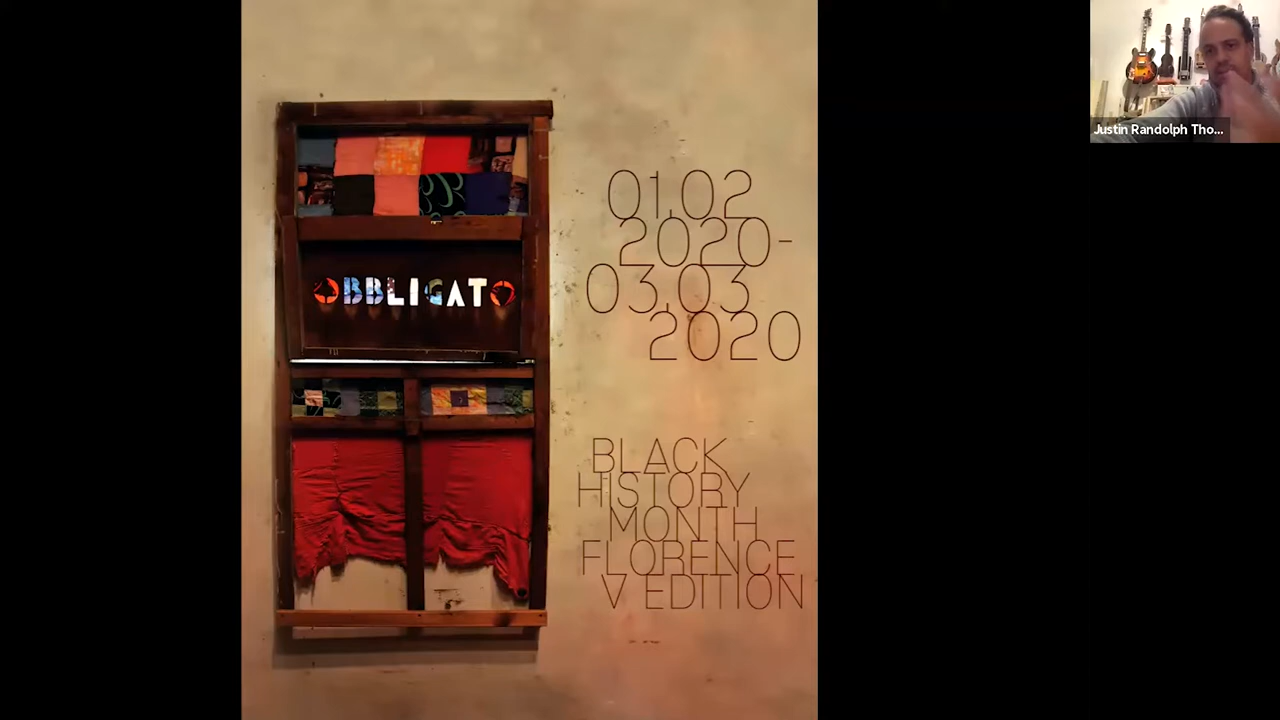 OBBLIGATO
01.02
2020-
03.03
2020
BLACK
HISTORY
MONTH
FLORENCE
V EDITION
Justin Randolph Tho...